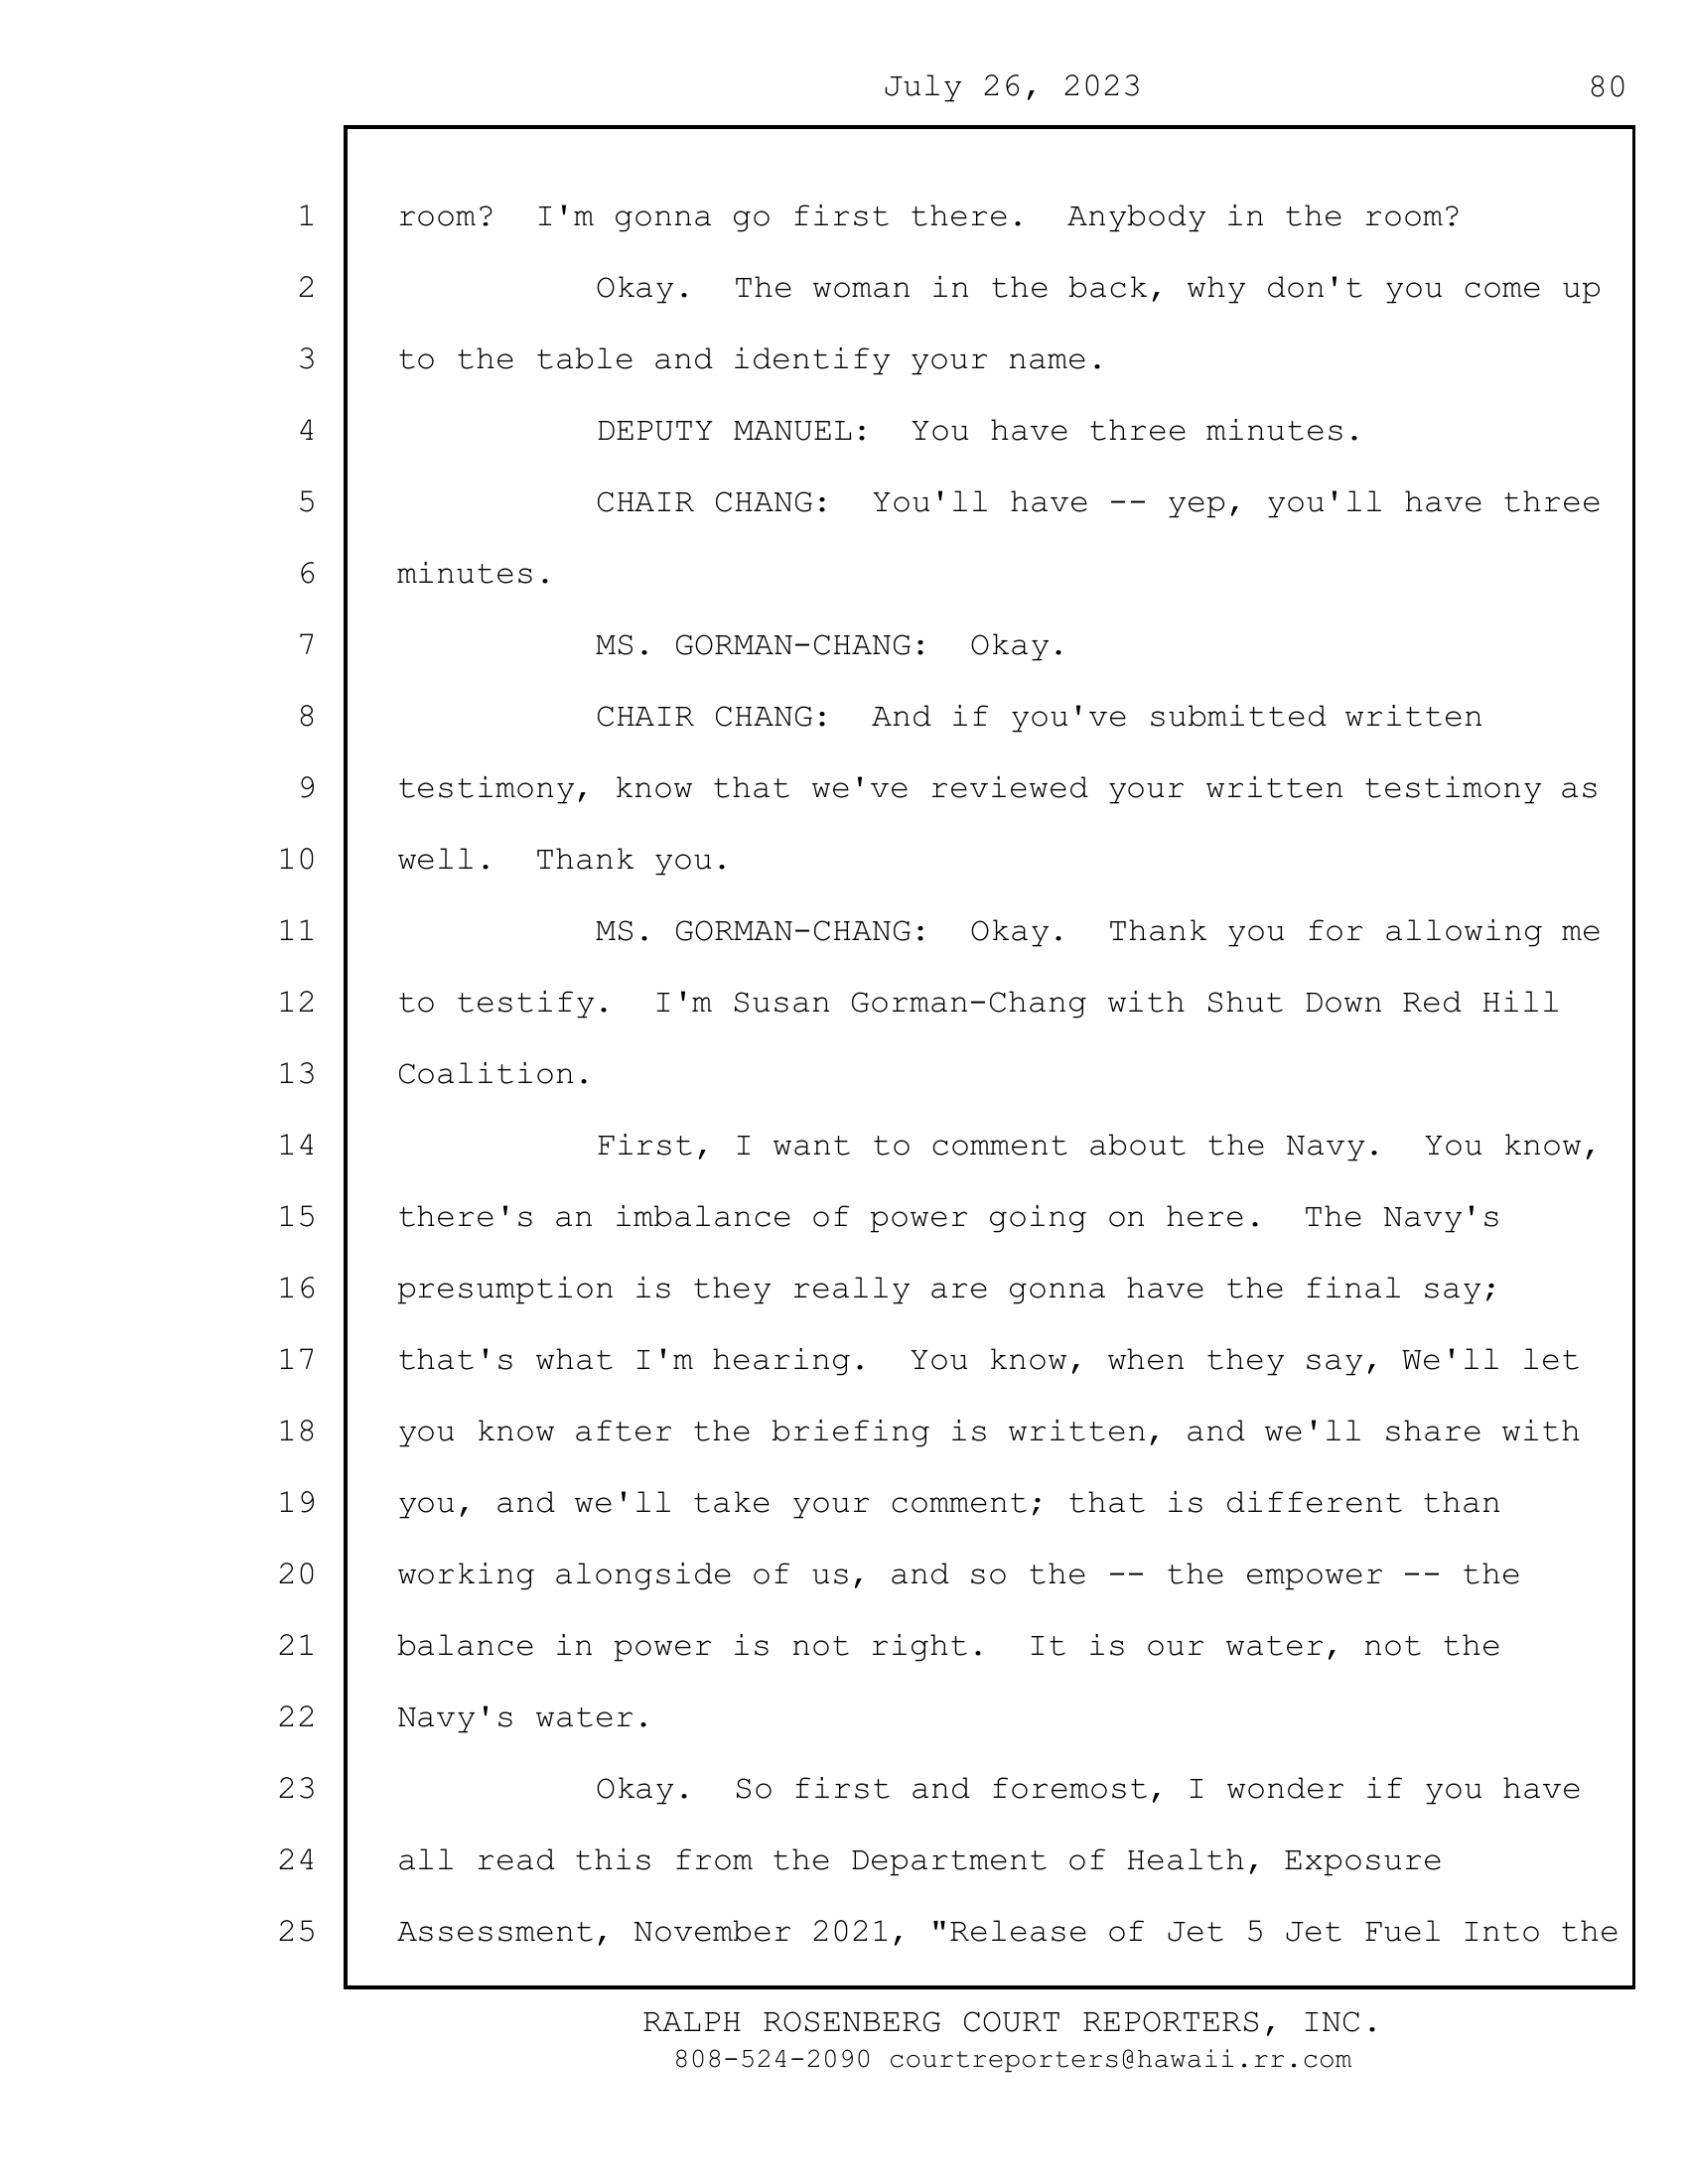 July 26, 2023 80
1 room? I'm gonna go first there. Anybody in the room?
2 Okay. The woman in the back, why don't you come up
3 to the table and identify your name.
4 DEPUTY MANUEL: You have three minutes.
5 CHAIR CHANG: You'll have -- yep, you'll have three
6 minutes.
7 MS. GORMAN-CHANG: Okay.
8 CHAIR CHANG: And if you've submitted written
9 testimony, know that we've reviewed your written testimony as
10 well. Thank you.
11 MS. GORMAN-CHANG: Okay. Thank you for allowing me
12 to testify. I'm Susan Gorman-Chang with Shut Down Red Hill
13 Coalition.
14 First, I want to comment about the Navy. You know,
15 there's an imbalance of power going on here. The Navy's
16 presumption is they really are gonna have the final say;
17 that's what I'm hearing. You know, when they say, We'll let
18 you know after the briefing is written, and we'll share with
19 you, and we'll take your comment; that is different than
20 working alongside of us, and so the -- the empower -- the
21 balance in power is not right. It is our water, not the
22 Navy's water.
23 Okay. So first and foremost, I wonder if you have
24 all read this from the Department of Health, Exposure
25 Assessment, November 2021, "Release of Jet 5 Jet Fuel Into the
RALPH ROSENBERG COURT REPORTERS, INC.
808-524-2090 courtreporters@hawaii.rr.com